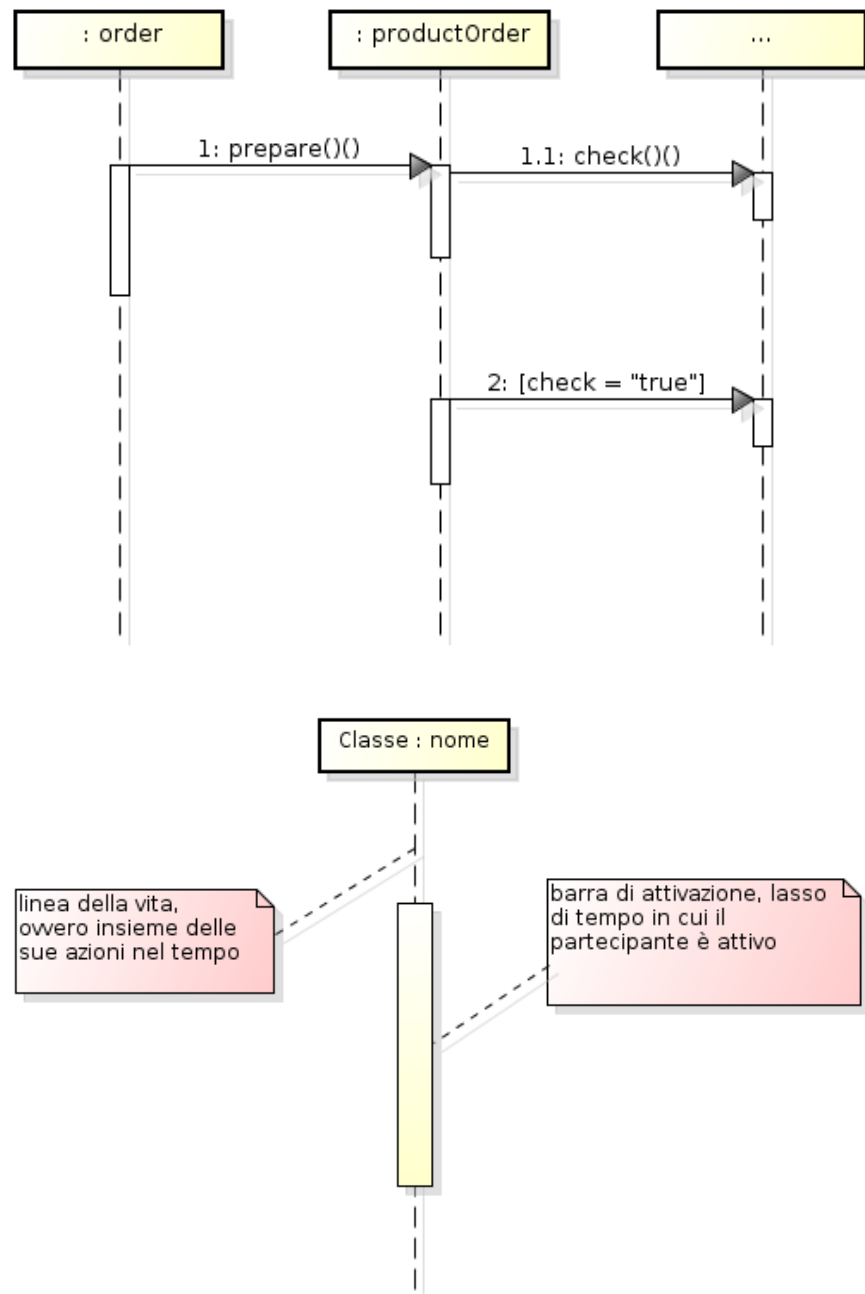 : order
: productOrder
...
1: prepare()()
1.1: check()()
2: [check = "true"]
Classe : nome
linea della vita,
ovvero insieme delle
sue azioni nel tempo
barra di attivazione, lasso
di tempo in cui il
partecipante è attivo